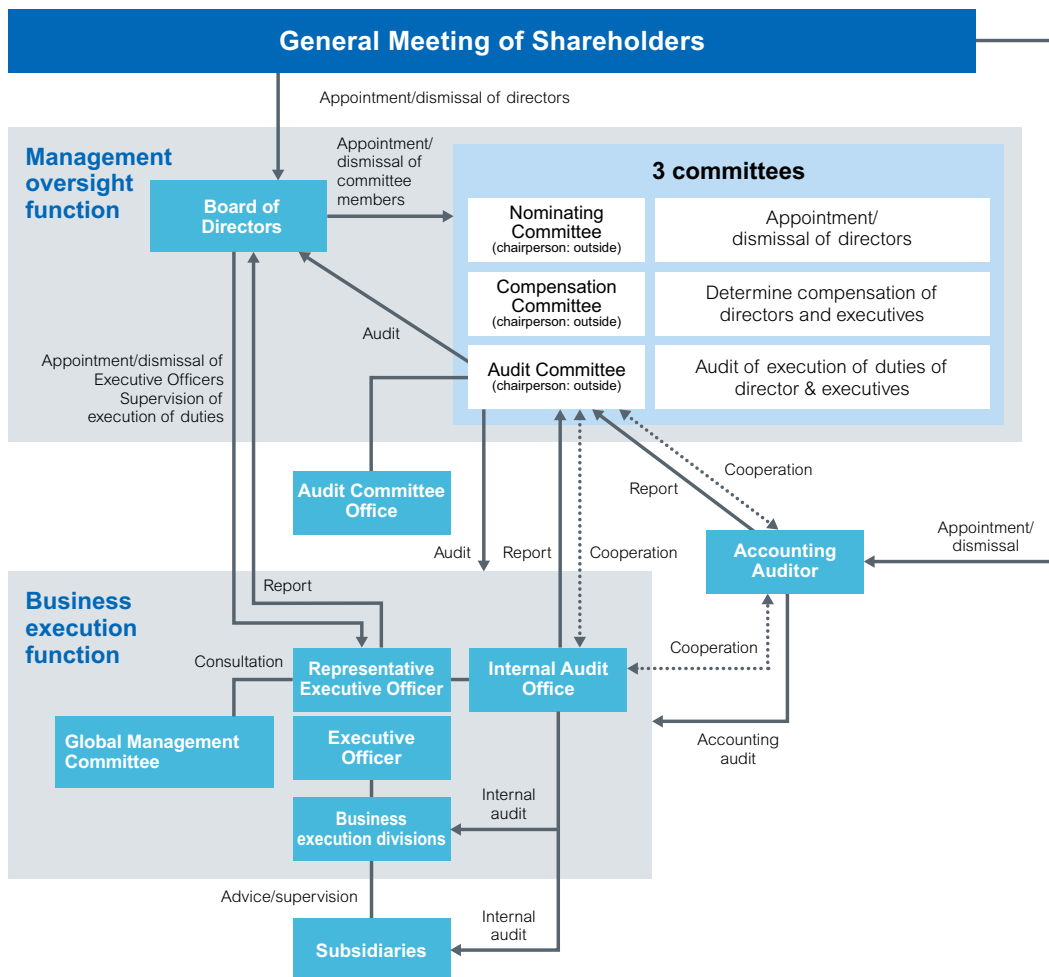 General Meeting of Shareholders
Appointment/dismissal of directors
Management
oversight
function
Appointment/
dismissal of
committee
members
Board of
Directors
3 committees
Nominating
Committee
(chairperson: outside)
Appointment/
dismissal of directors
Compensation
Committee
(chairperson: outside)
Determine compensation of
directors and executives
Audit Committee
(chairperson: outside)
Audit of execution of duties of
director & executives
Audit
Appointment/dismissal of
Executive Officers
Supervision of
execution of duties
Audit Committee
Office
Cooperation
Report
Audit
Report
Cooperation
Accounting
Auditor
Appointment/
dismissal
Business
execution
function
Report
Consultation
Representative
Executive Officer
Internal Audit
Office
Cooperation
Global Management
Committee
Executive
Officer
Accounting
audit
Business
execution divisions
Internal
audit
Advice/supervision
Subsidiaries
Internal
audit